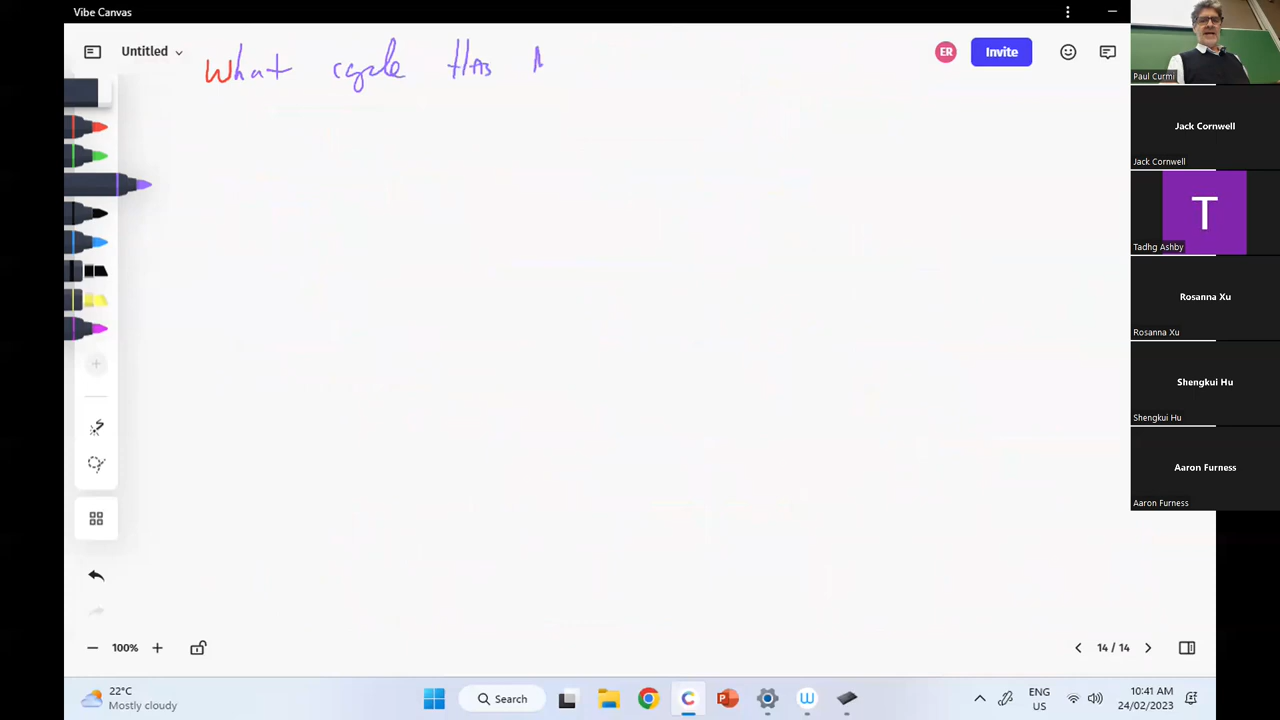 Vibe Canvas
Untitled
What cycle Has
ER
Invite
Paul Curmi
Jack Cornwell
Jack Cornwell
T
Tadhg Ashby
Rosanna Xu
Rosanna Xu
Shengkui Hu
Shengkui Hu
Aaron Furness
Aaron Furness
100%
14 / 14
22°C
Mostly cloudy
Search
ENG
US
10:41 AM
24/02/2023